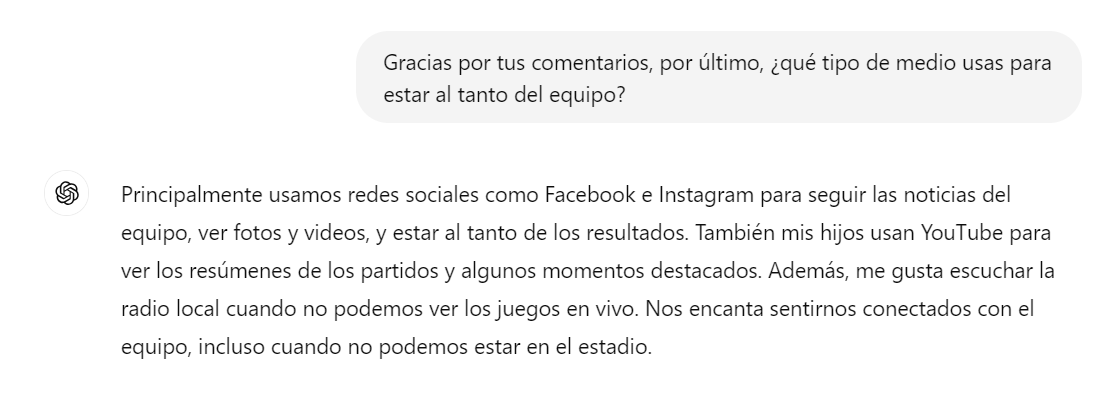 Gracias por tus comentarios, por último, ¿qué tipo de medio usas para
estar al tanto del equipo?
Principalmente usamos redes sociales como Facebook e Instagram para seguir las noticias del
equipo, ver fotos y videos, y estar al tanto de los resultados. También mis hijos usan YouTube para
ver los resúmenes de los partidos y algunos momentos destacados. Además, me gusta escuchar la
radio local cuando no podemos ver los juegos en vivo. Nos encanta sentirnos conectados con el
equipo, incluso cuando no podemos estar en el estadio.